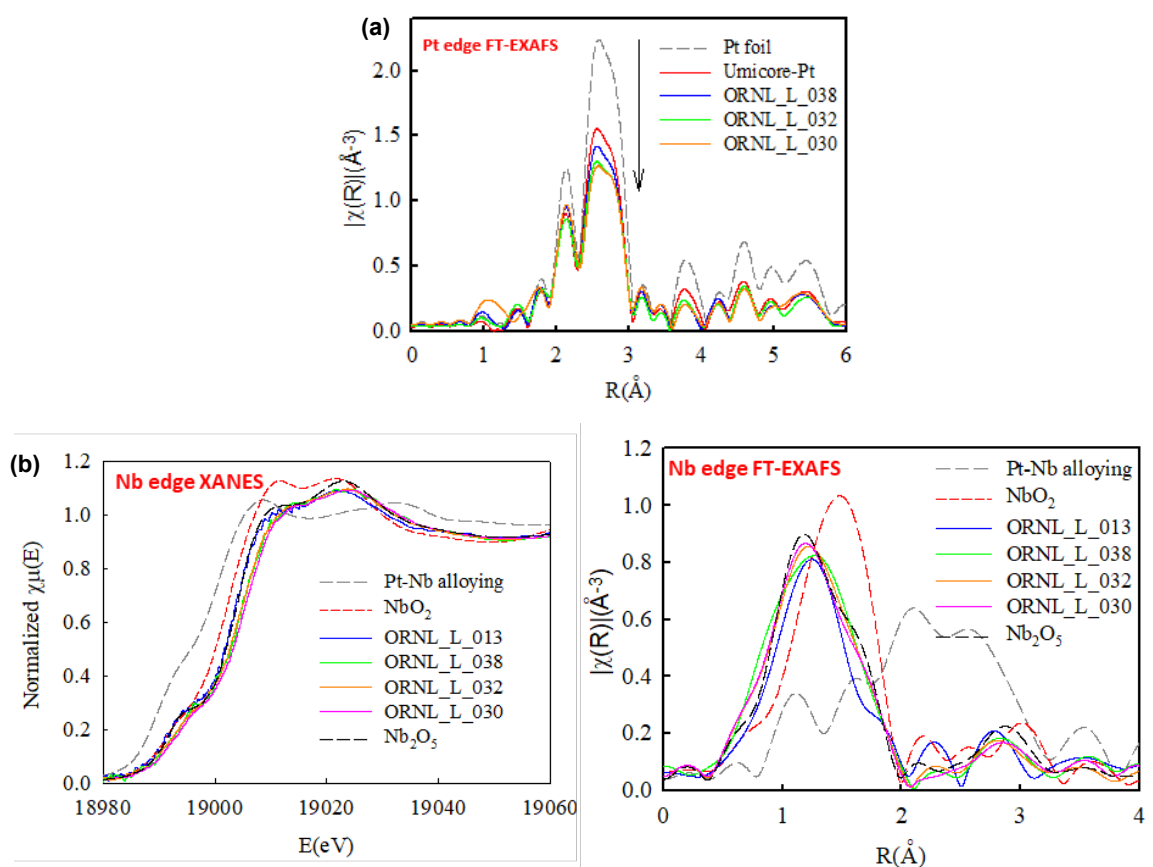 (a)
Pt edge FT-EXAFS
Pt foil
Umicore-Pt
ORNL_L_038
ORNL_L_032
ORNL_L_030
|χ(R)|(Å-3)
2.0
1.5
1.0
0.5
0.0
0 1 2 3 4 5 6
R(Å)
(b)
Nb edge XANES
Normalized χμ(E)
1.2
1.0
0.8
0.6
0.4
0.2
0.0
Pt-Nb alloying
NbO2
ORNL_L_013
ORNL_L_038
ORNL_L_032
ORNL_L_030
Nb2O5
18980 19000 19020 19040 19060
E(eV)
Nb edge FT-EXAFS
|χ(R)|(Å-3)
1.2
1.0
0.8
0.6
0.4
0.2
0.0
Pt-Nb alloying
NbO2
ORNL_L_013
ORNL_L_038
ORNL_L_032
ORNL_L_030
Nb2O5
0 1 2 3 4
R(Å)